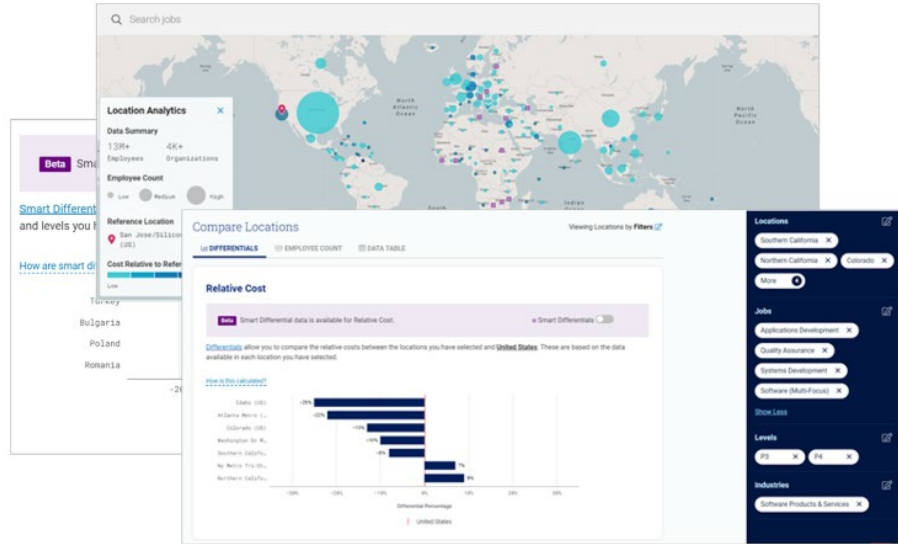 Search jobs
North Atlantic Ocean
North Pacific Ocean
South
Indian Ocean
Location Analytics ×
Data Summary
13M+ 4K+
Employees Organizations
Employee Count
Low Medium High
Reference Location
San Jose/Silicon
(US)
Cost Relative to Refer
Low
Beta Sma
Smart Different
and levels you h
How are smart di
Turkey
Bulgaria
Poland
Romania
Compare Locations
Viewing Locations by Filters
DIFFERENTIALS EMPLOYEE COUNT DATA TABLE
Relative Cost
Beta Smart Differential data is available for Relative Cost.
Smart Differentials
Differentials allow you to compare the relative costs between the locations you have selected and United States. These are based on the data
available in each location you have selected.
How is this calculated?
Idaho (US)
Atlanta Metro (…
-22%
Colorado (US)
Washington Dc M…
-10%
Southern Califo…
-8%
Ny Metro Tri-St…
7%
Northern Califo…
9%
-30% -20% -10% 0% 10% 20% 30%
Differential Percentage
United States
Locations
Southern California ×
Northern California × Colorado ×
More
Jobs
Applications Development ×
Quality Assurance ×
Systems Development ×
Software (Multi-Focus) ×
Show Less
Levels
P3 × P4 ×
Industries
Software Products & Services ×